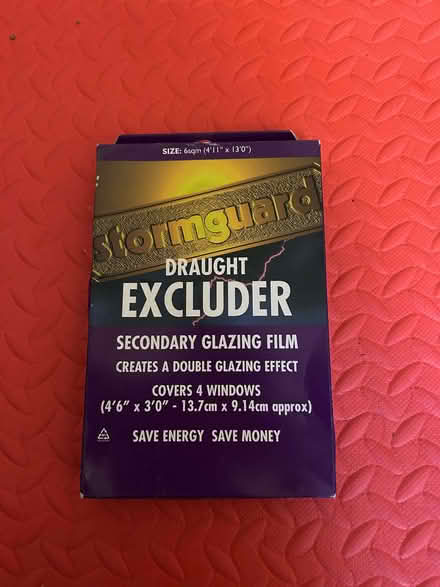 SIZE: 6sqm (4'11" x 13'0")
stormguard
DRAUGHT
EXCLUDER
SECONDARY GLAZING FILM
CREATES A DOUBLE GLAZING EFFECT
COVERS 4 WINDOWS
(4'6" x 3'0" - 13.7cm x 9.14cm approx)
SAVE ENERGY SAVE MONEY